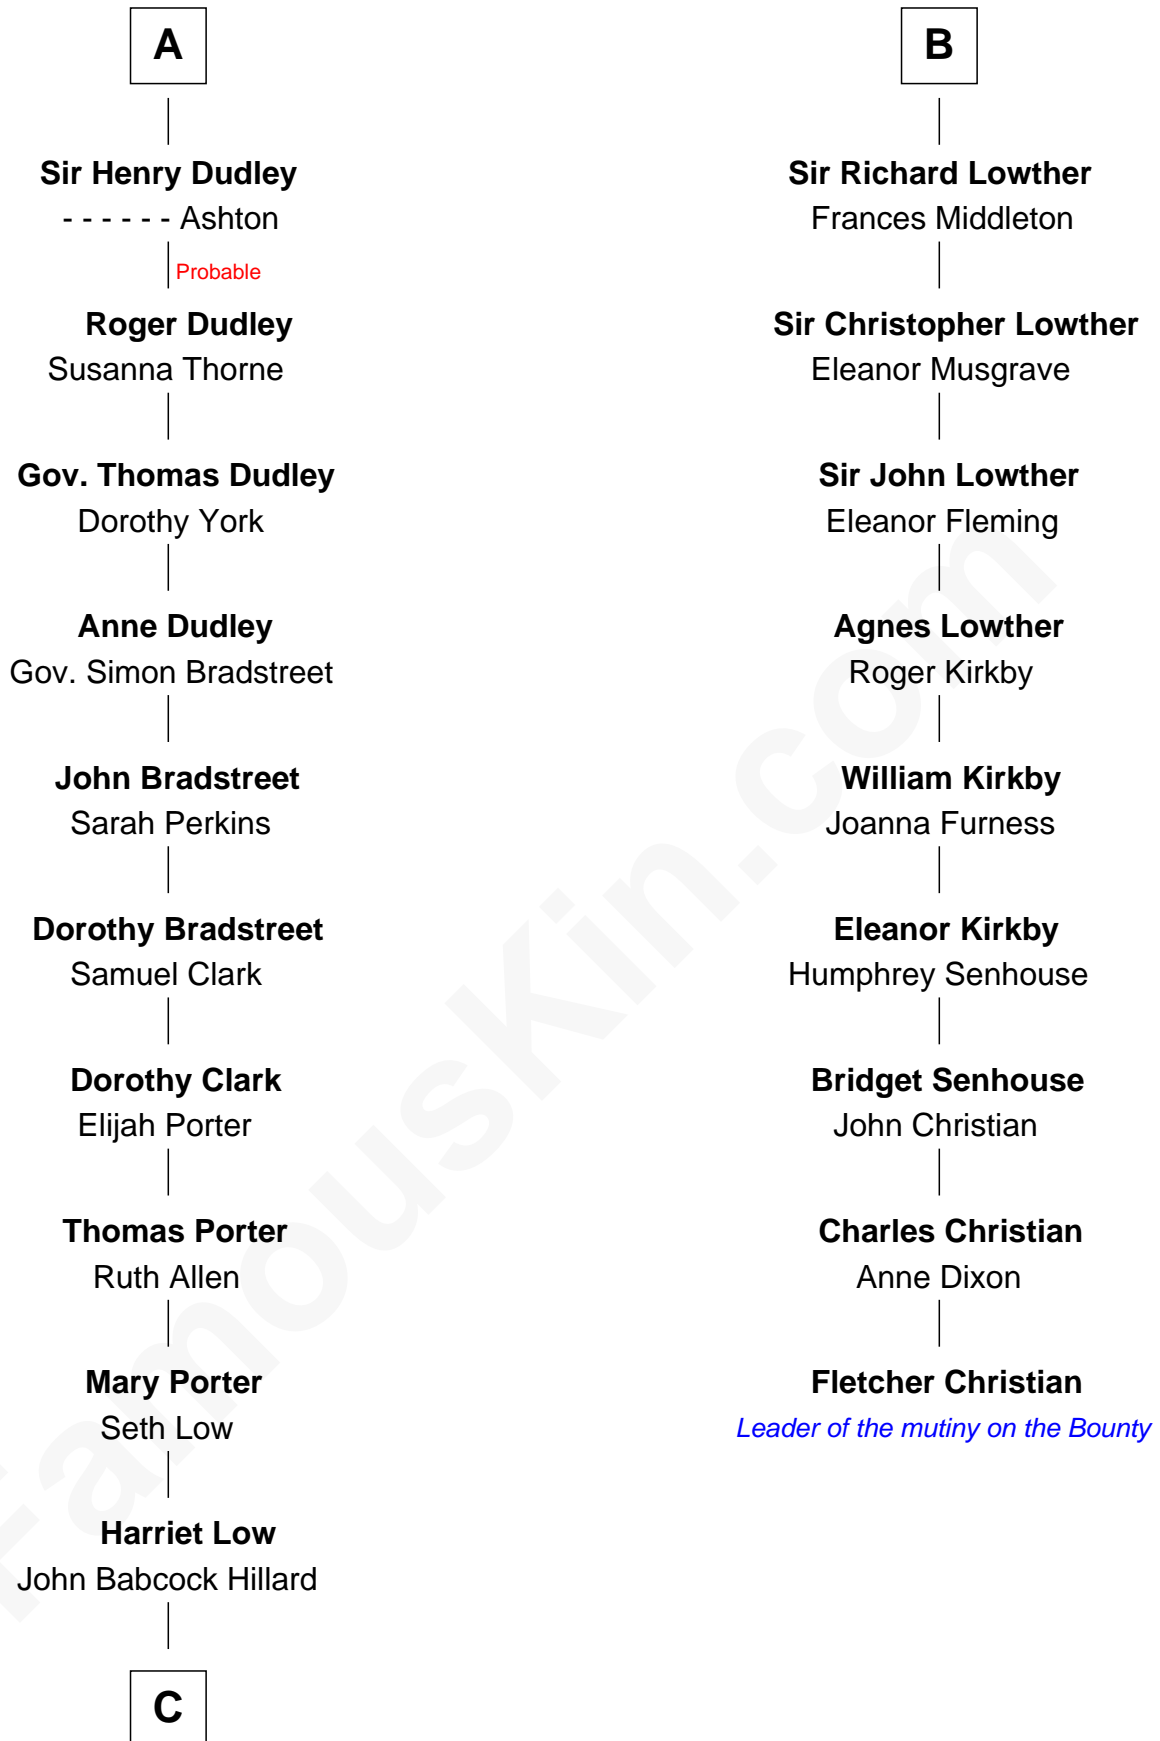 A
Sir Henry Dudley
- - - - - - Ashton
Probable
Roger Dudley
Susanna Thorne
Gov. Thomas Dudley
Dorothy York
Anne Dudley
Gov. Simon Bradstreet
John Bradstreet
Sarah Perkins
Dorothy Bradstreet
Samuel Clark
Dorothy Clark
Elijah Porter
Thomas Porter
Ruth Allen
Mary Porter
Seth Low
Harriet Low
John Babcock Hillard
C
B
Sir Richard Lowther
Frances Middleton
Sir Christopher Lowther
Eleanor Musgrave
Sir John Lowther
Eleanor Fleming
Agnes Lowther
Roger Kirkby
William Kirkby
Joanna Furness
Eleanor Kirkby
Humphrey Senhouse
Bridget Senhouse
John Christian
Charles Christian
Anne Dixon
Fletcher Christian
Leader of the mutiny on the Bounty
FamousKin.com